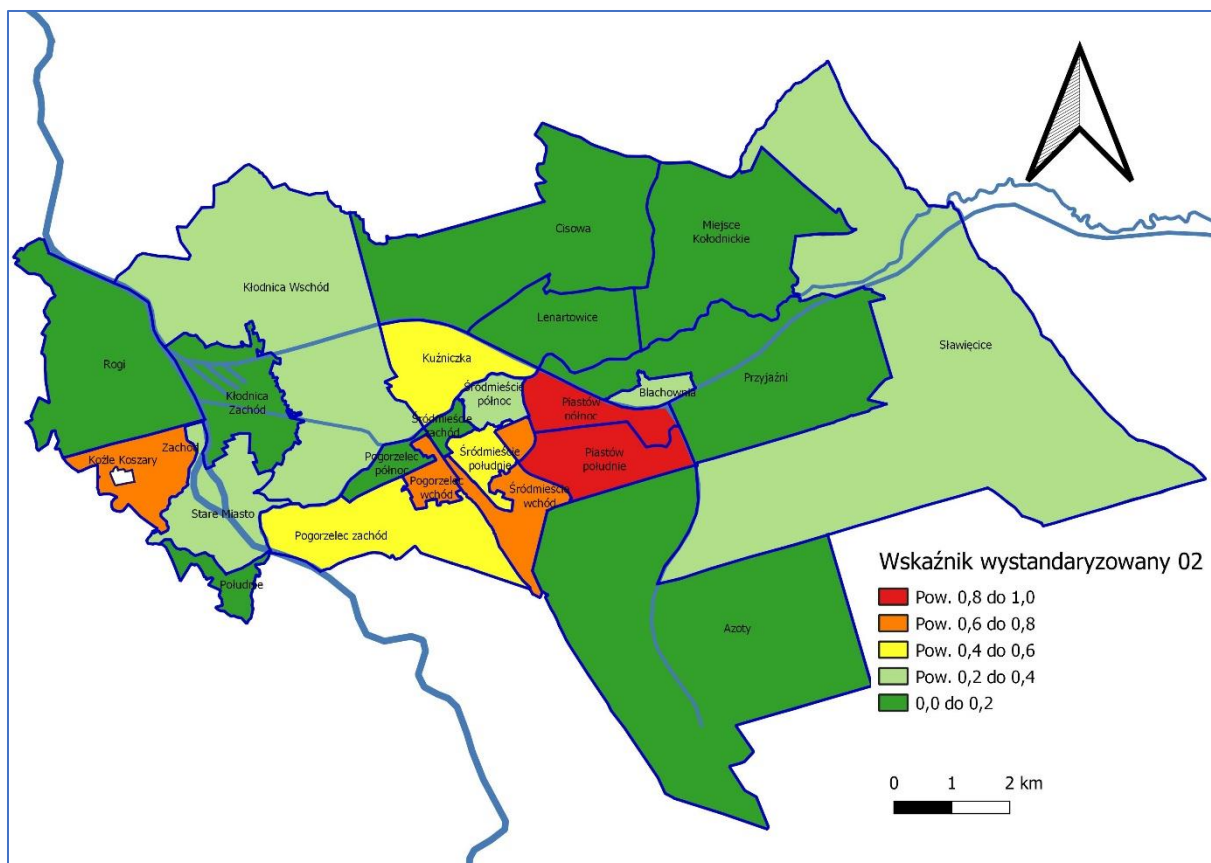 Cisowa
Miejsce
Kołodnickie
Kłodnica Wschód
Lenartowice
Sławięcice
Rogi
Kuźniczka
Przyjaźni
Blachownia
Śródmieście
północ
Kłodnica
Zachód
Piastów
północ
Śródmieście
zachód
Zachód
Koźle Koszary
Pogorzelec
północ
Śródmieście
południe
Piastów
południe
Pogorzelec
wchód
Śródmieście
wchód
Stare Miasto
Pogorzelec zachód
Południe
Azoty
Wskaźnik wystandaryzowany 02
Pow. 0,8 do 1,0
Pow. 0,6 do 0,8
Pow. 0,4 do 0,6
Pow. 0,2 do 0,4
0,0 do 0,2
0 1 2 km